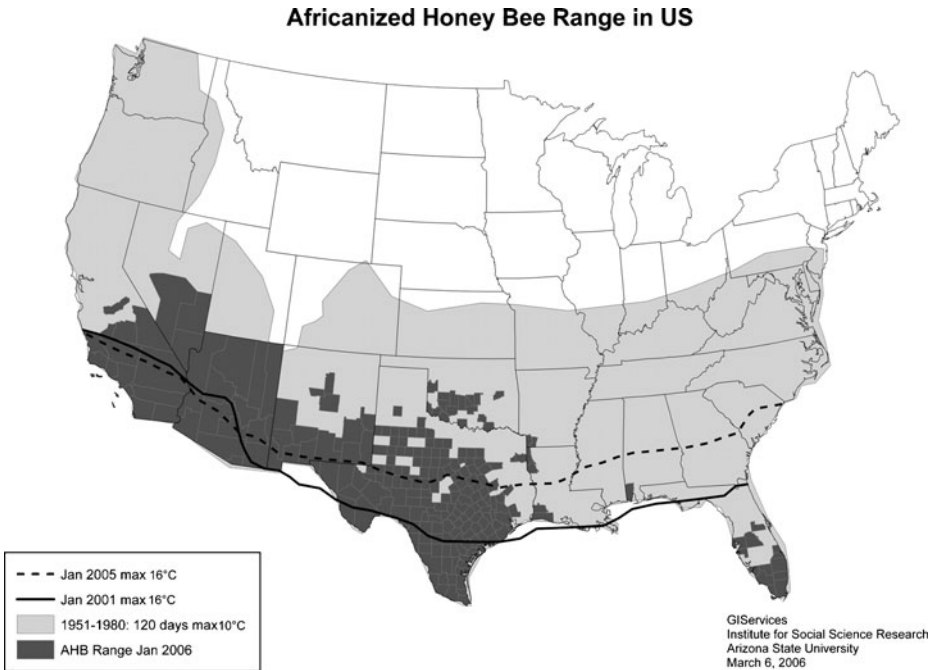 Africanized Honey Bee Range in US
Jan 2005 max 16°C
Jan 2001 max 16°C
1951-1980: 120 days max10°C
AHB Range Jan 2006
GIServices
Institute for Social Science Research
Arizona State University
March 6, 2006